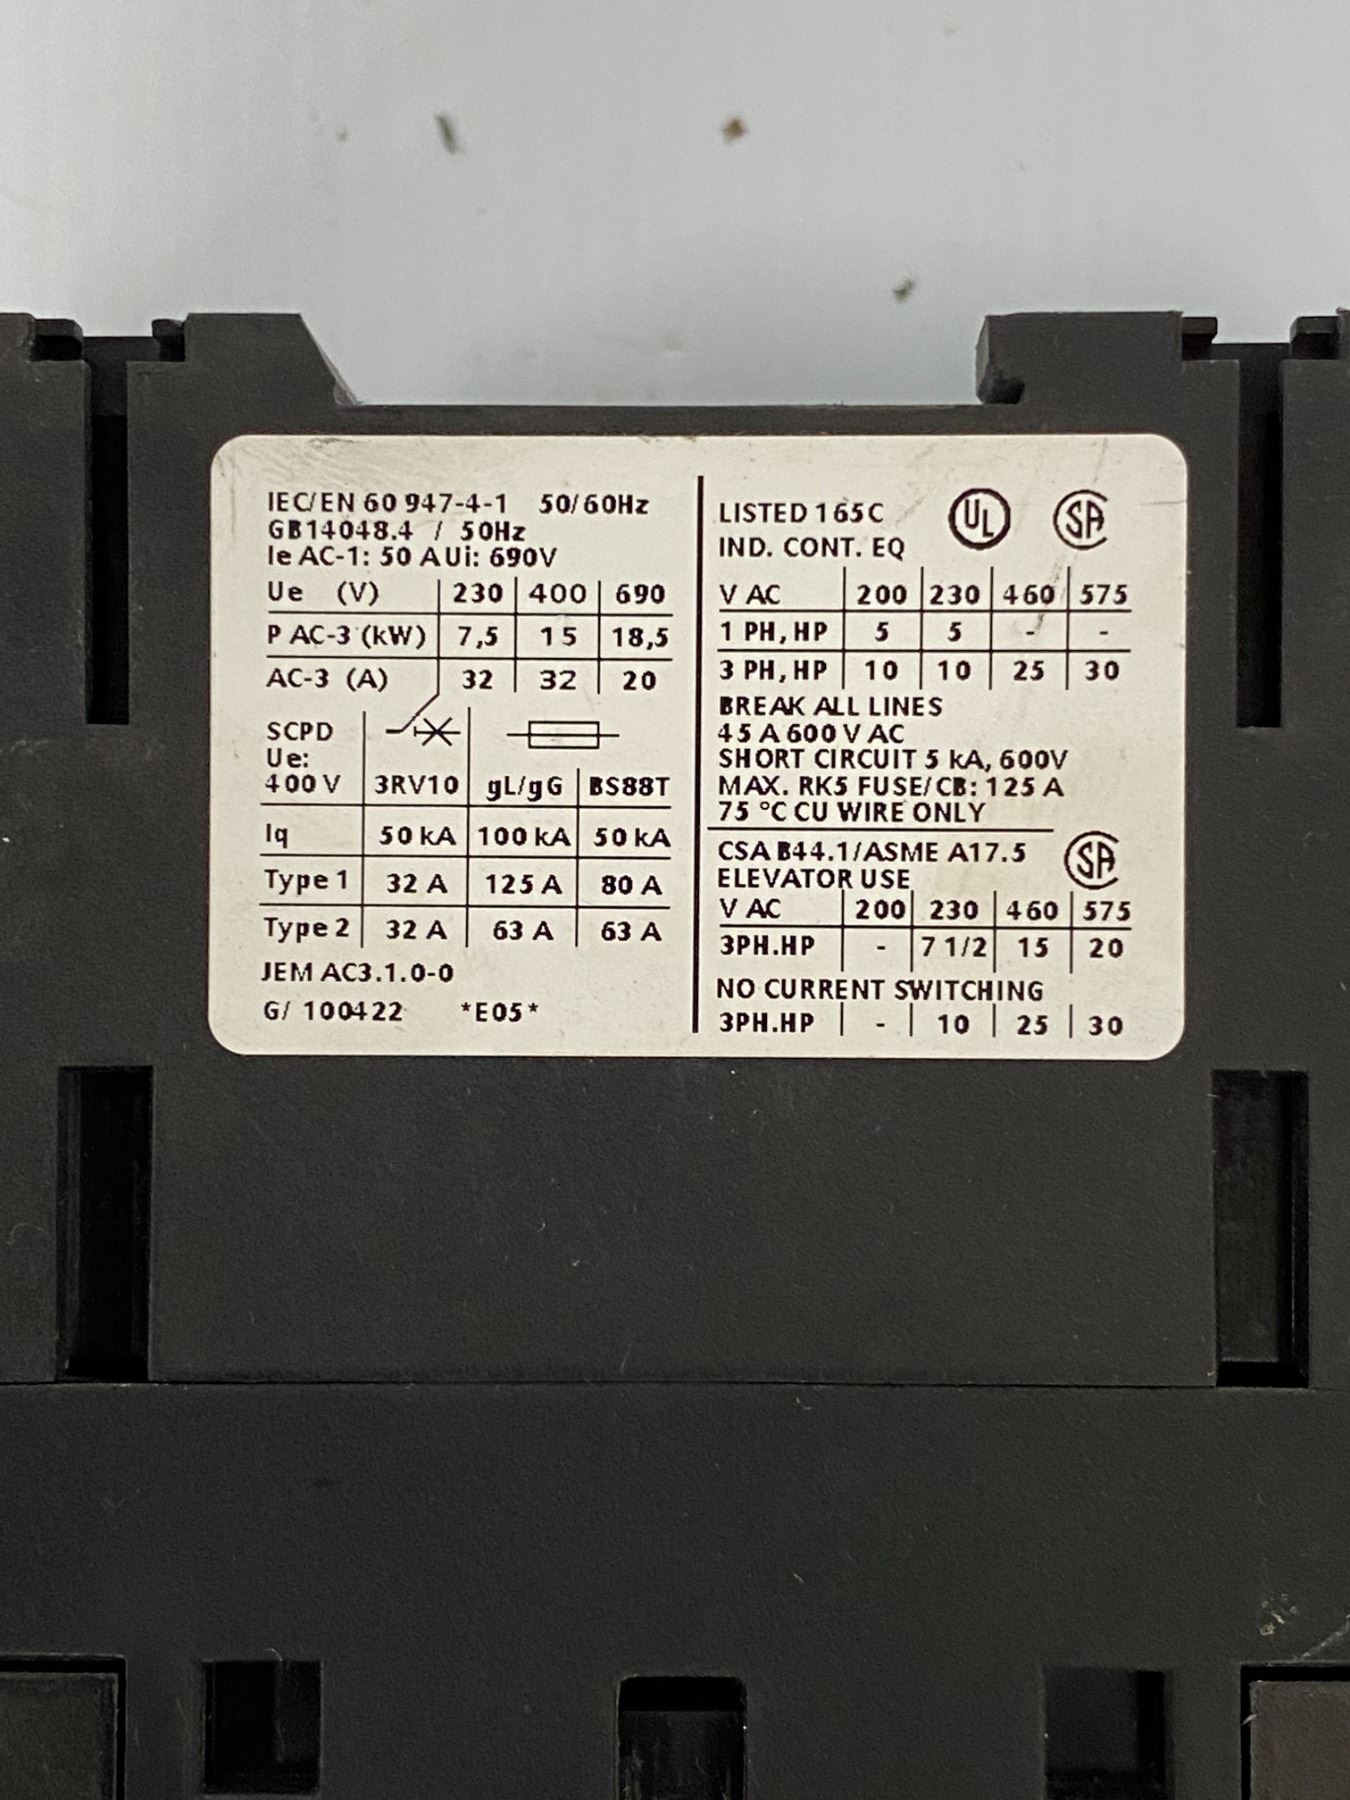 IEC/EN 60 947-4-1 50/60Hz
GB14048.4 / 50Hz
Ie AC-1: 50 A Ui: 690V
Ue (V) 230 400 690
P AC-3 (kW) 7,5 15 18,5
AC-3 (A) 32 32 20
SCPD
Ue:
400 V 3RV10 gL/gG BS88T
Iq 50 kA 100 kA 50 kA
Type 1 32 A 125 A 80 A
Type 2 32 A 63 A 63 A
JEM AC3.1.0-0
G/ 100422 *E05*
LISTED 165C UL SA
IND. CONT. EQ
V AC 200 230 460 575
1 PH, HP 5 5 - -
3 PH, HP 10 10 25 30
BREAK ALL LINES
45 A 600 V AC
SHORT CIRCUIT 5 kA, 600V
MAX. RK5 FUSE/CB: 125 A
75 °C CU WIRE ONLY
CSA B44.1/ASME A17.5 SA
ELEVATOR USE
V AC 200 230 460 575
3PH.HP - 7 1/2 15 20
NO CURRENT SWITCHING
3PH.HP - 10 25 30